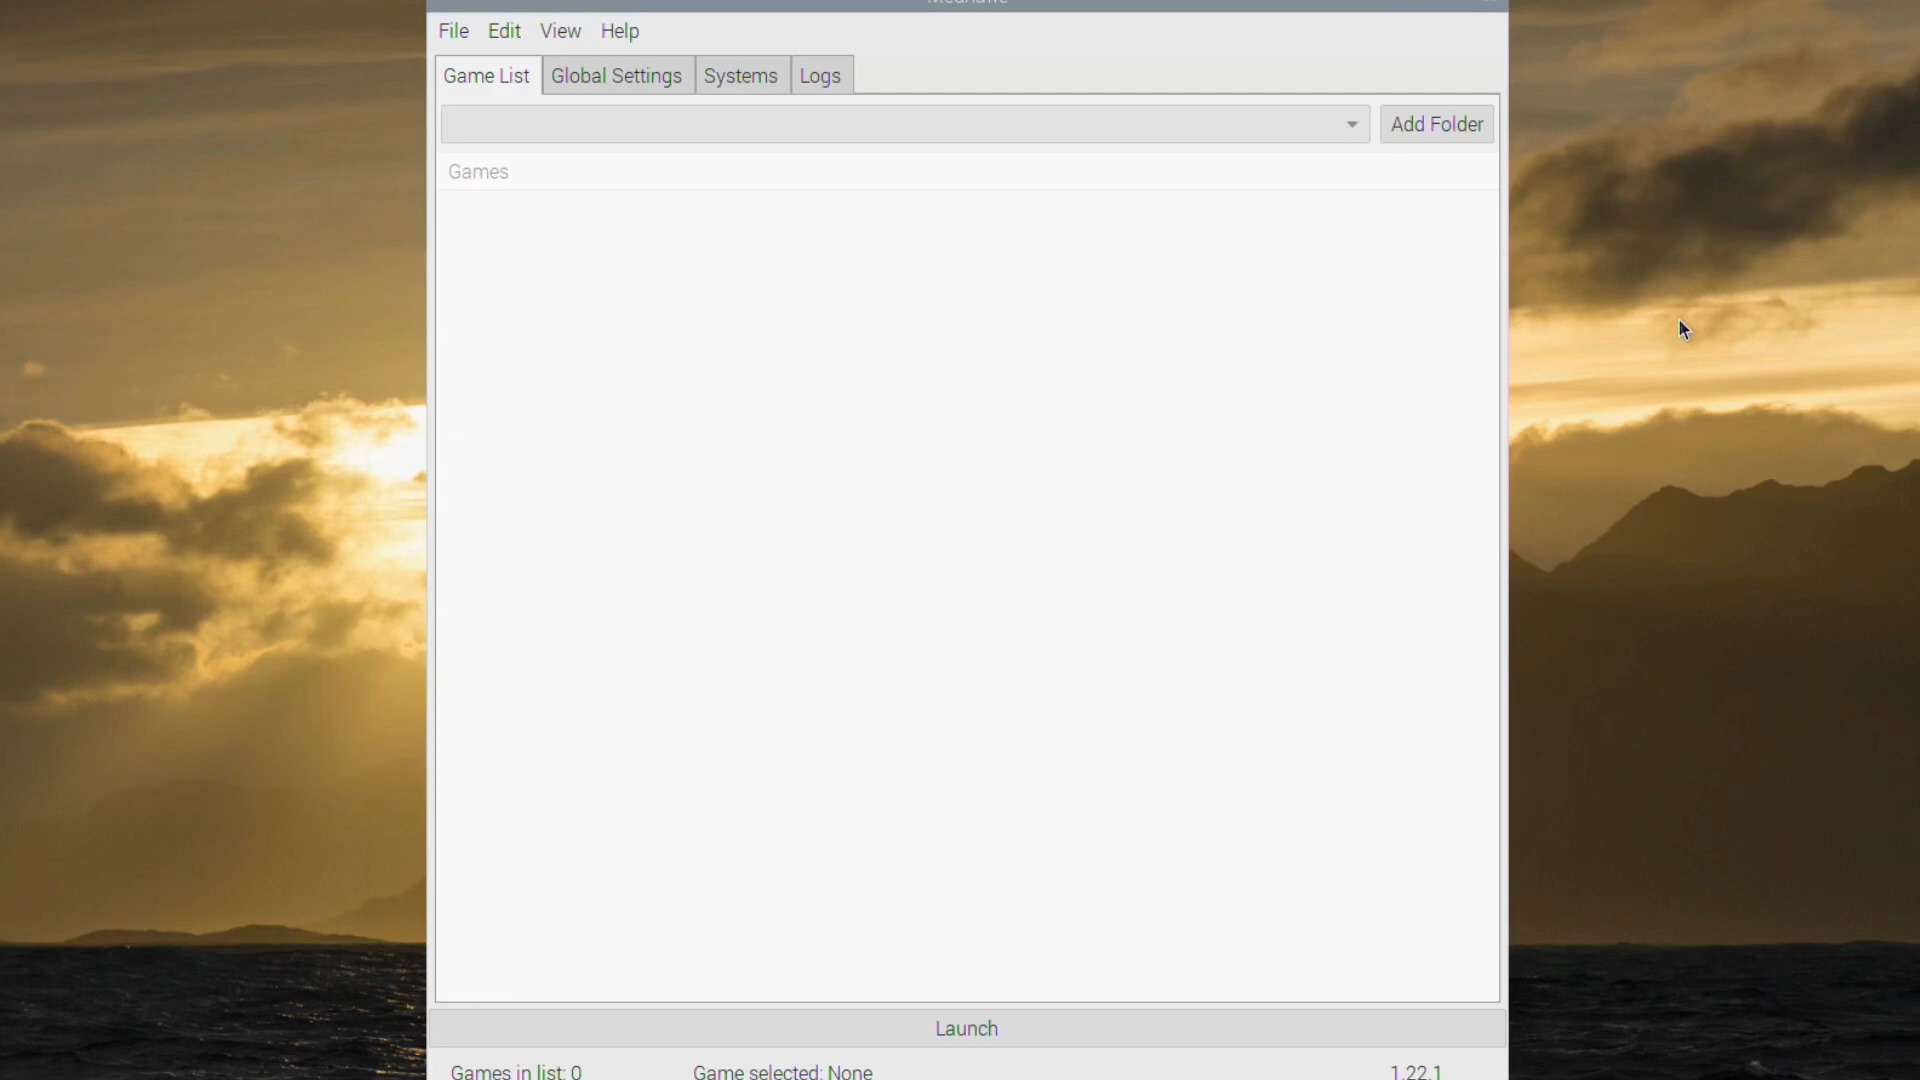 File Edit View Help
Game List Global Settings Systems Logs
Add Folder
Games
Launch
Games in list: 0 Game selected: None 1.22.1